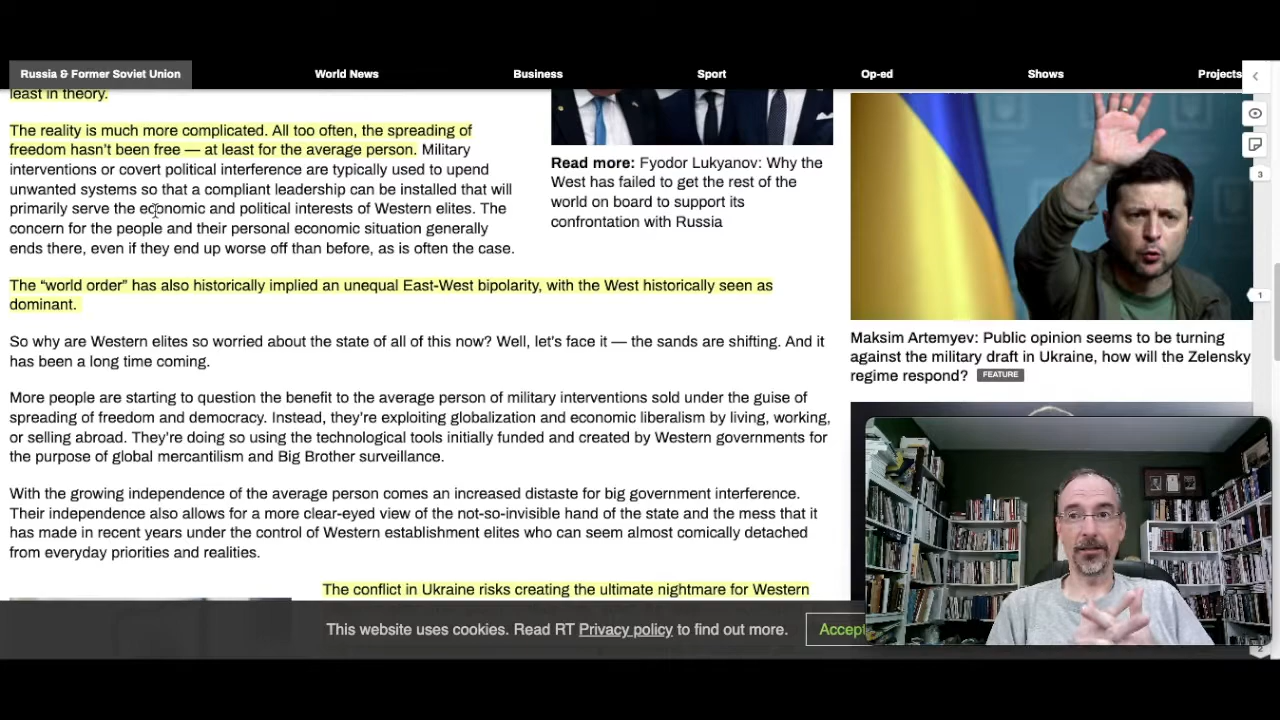 Russia & Former Soviet Union
World News
Business
Sport
Op-ed
Shows
Projects
least in theory.
The reality is much more complicated. All too often, the spreading of
freedom hasn't been free — at least for the average person. Military
interventions or covert political interference are typically used to upend
unwanted systems so that a compliant leadership can be installed that will
primarily serve the economic and political interests of Western elites. The
concern for the people and their personal economic situation generally
ends there, even if they end up worse off than before, as is often the case.
Read more: Fyodor Lukyanov: Why the
West has failed to get the rest of the
world on board to support its
confrontation with Russia
The “world order” has also historically implied an unequal East-West bipolarity, with the West historically seen as
dominant.
So why are Western elites so worried about the state of all of this now? Well, let's face it — the sands are shifting. And it
has been a long time coming.
More people are starting to question the benefit to the average person of military interventions sold under the guise of
spreading of freedom and democracy. Instead, they're exploiting globalization and economic liberalism by living, working,
or selling abroad. They're doing so using the technological tools initially funded and created by Western governments for
the purpose of global mercantilism and Big Brother surveillance.
With the growing independence of the average person comes an increased distaste for big government interference.
Their independence also allows for a more clear-eyed view of the not-so-invisible hand of the state and the mess that it
has made in recent years under the control of Western establishment elites who can seem almost comically detached
from everyday priorities and realities.
The conflict in Ukraine risks creating the ultimate nightmare for Western
Maksim Artemyev: Public opinion seems to be turning
against the military draft in Ukraine, how will the Zelensky
regime respond? FEATURE
3
1
2
This website uses cookies. Read RT Privacy policy to find out more.
Accept